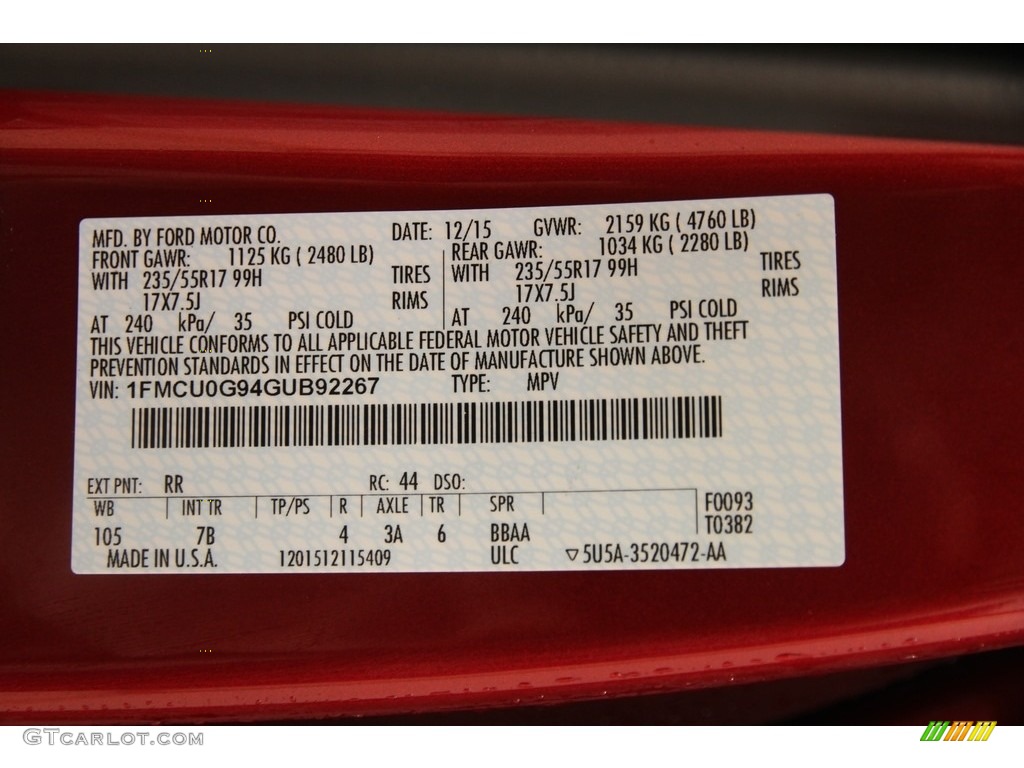 MFD. BY FORD MOTOR CO. DATE: 12/15 GVWR: 2159 KG ( 4760 LB)
FRONT GAWR: 1125 KG ( 2480 LB) REAR GAWR: 1034 KG ( 2280 LB)
WITH 235/55R17 99H TIRES WITH 235/55R17 99H TIRES
17X7.5J RIMS 17X7.5J RIMS
AT 240 kPa/ 35 PSI COLD AT 240 kPa/ 35 PSI COLD
THIS VEHICLE CONFORMS TO ALL APPLICABLE FEDERAL MOTOR VEHICLE SAFETY AND THEFT
PREVENTION STANDARDS IN EFFECT ON THE DATE OF MANUFACTURE SHOWN ABOVE.
VIN: 1FMCU0G94GUB92267 TYPE: MPV
EXT PNT: RR RC: 44 DSO:
WB INT TR TP/PS R AXLE TR SPR F0093
T0382
105 7B 4 3A 6 BBAA
MADE IN U.S.A. 1201512115409 ULC ▽5U5A-3520472-AA
GTCARLOT.COM